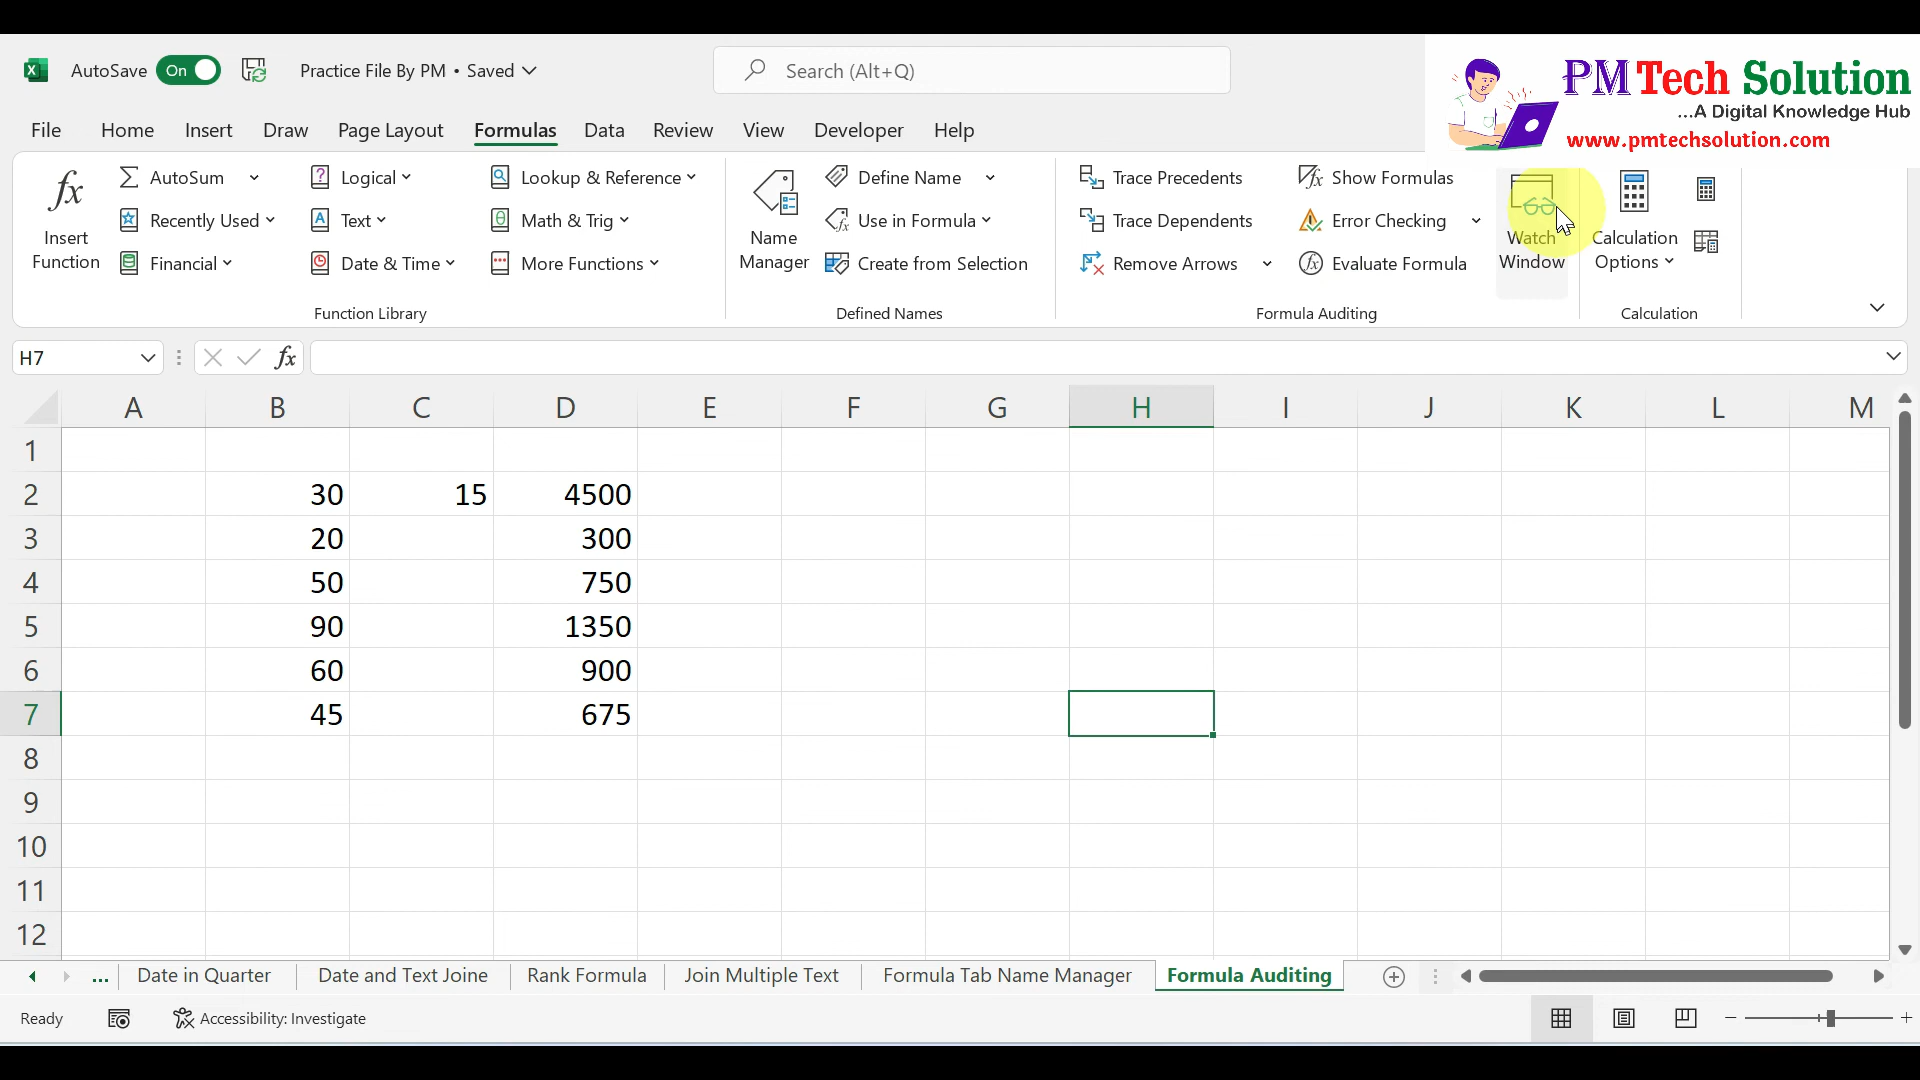 AutoSave On Practice File By PM • Saved Search (Alt+Q)
PM Tech Solution
...A Digital Knowledge Hub
www.pmtechsolution.com
File Home Insert Draw Page Layout Formulas Data Review View Developer Help
fx Insert Function
AutoSum
Recently Used
Financial
Logical
Text
Date & Time
Lookup & Reference
Math & Trig
More Functions
Function Library
Name Manager
Define Name
Use in Formula
Create from Selection
Defined Names
Trace Precedents
Trace Dependents
Remove Arrows
Show Formulas
Error Checking
Evaluate Formula
Watch Window
Formula Auditing
Calculation Options
Calculation
H7 fx
A B C D E F G H I J K L M
1
2 30 15 4500
3 20 300
4 50 750
5 90 1350
6 60 900
7 45 675
8
9
10
11
12
... Date in Quarter Date and Text Joine Rank Formula Join Multiple Text Formula Tab Name Manager Formula Auditing
Ready Accessibility: Investigate